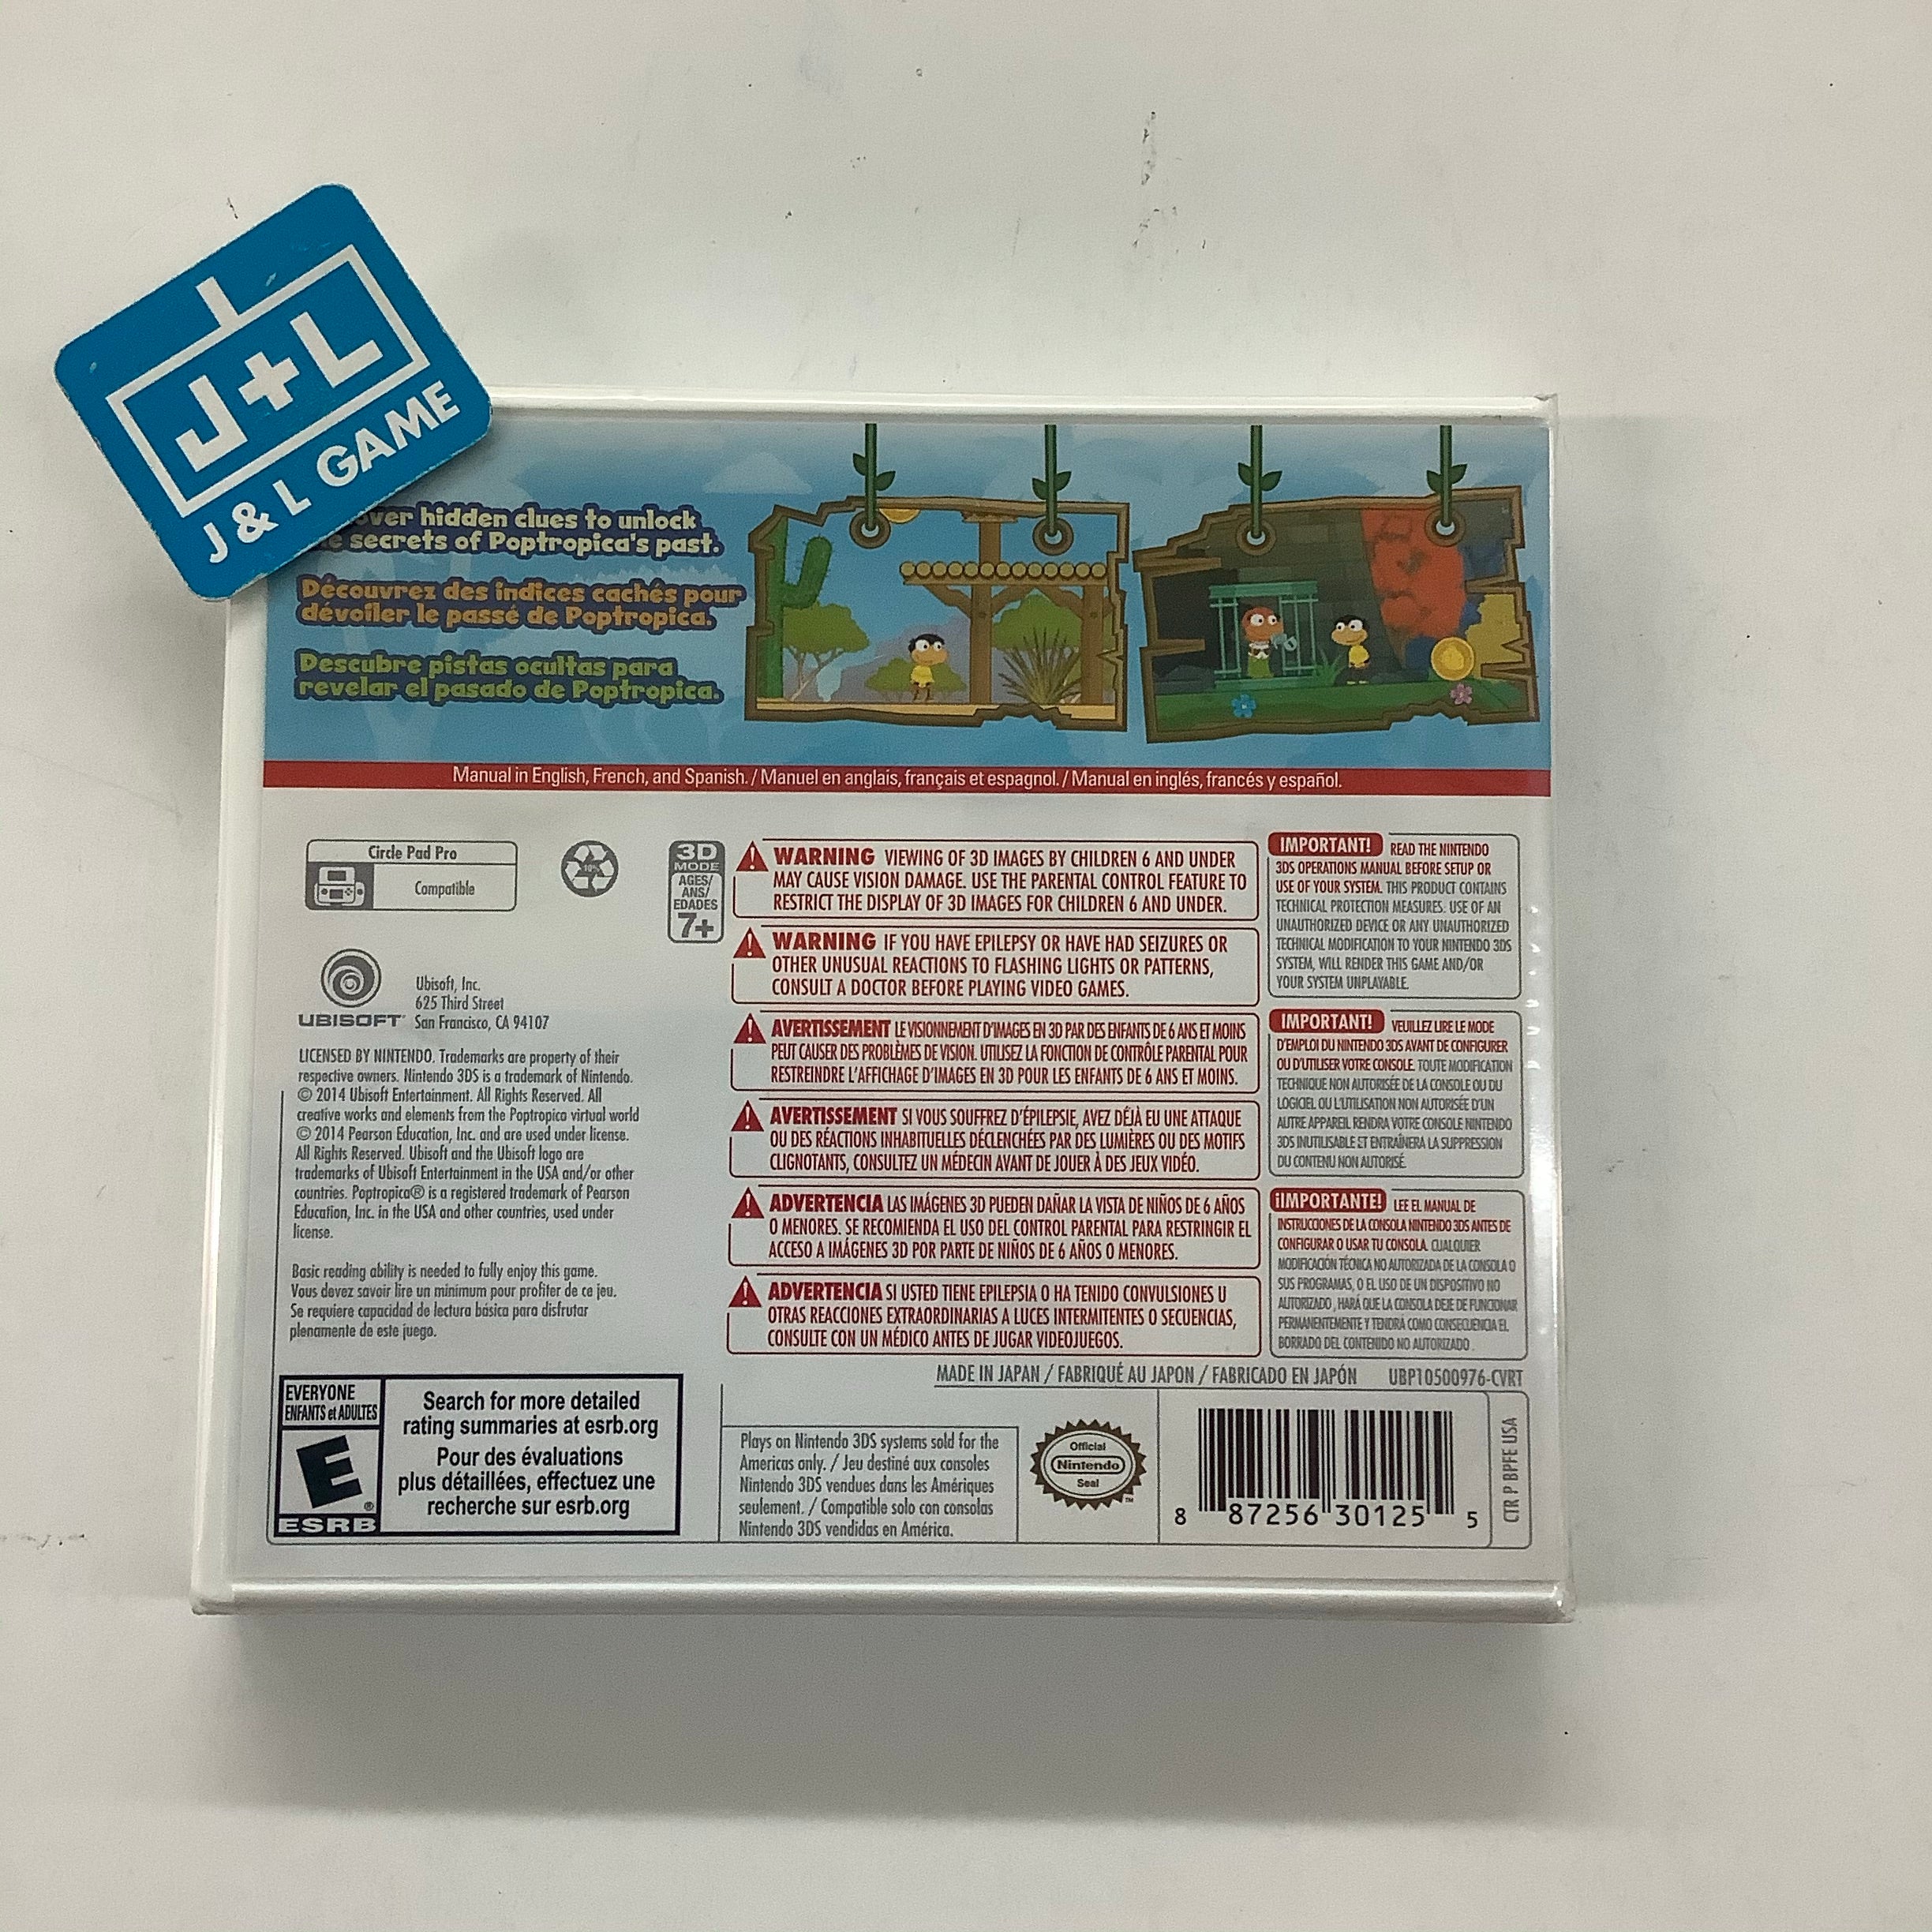 J+L
J & L GAME
hidden clues to unlock
secrets of Poptropica's past.
Découvrez des indices cachés pour
dévoiler le passé de Poptropica.
Descubre pistas ocultas para
revelar el pasado de Poptropica.
Manual in English, French, and Spanish. / Manuel en anglais, français et espagnol. / Manual en inglés, francés y español.
Circle Pad Pro
Compatible
3D
MODE
AGES/
ANS/
EDADES
7+
UBISOFT
Ubisoft, Inc.
625 Third Street
San Francisco, CA 94107
LICENSED BY NINTENDO. Trademarks are property of their
respective owners. Nintendo 3DS is a trademark of Nintendo.
© 2014 Ubisoft Entertainment. All Rights Reserved. All
creative works and elements from the Poptropica virtual world
© 2014 Pearson Education, Inc. and are used under license.
All Rights Reserved. Ubisoft and the Ubisoft logo are
trademarks of Ubisoft Entertainment in the USA and/or other
countries. Poptropica® is a registered trademark of Pearson
Education, Inc. in the USA and other countries, used under
license.
Basic reading ability is needed to fully enjoy this game.
Vous devez savoir lire un minimum pour profiter de ce jeu.
Se requiere capacidad de lectura básica para disfrutar
plenamente de este juego.
WARNING VIEWING OF 3D IMAGES BY CHILDREN 6 AND UNDER
MAY CAUSE VISION DAMAGE. USE THE PARENTAL CONTROL FEATURE TO
RESTRICT THE DISPLAY OF 3D IMAGES FOR CHILDREN 6 AND UNDER.
WARNING IF YOU HAVE EPILEPSY OR HAVE HAD SEIZURES OR
OTHER UNUSUAL REACTIONS TO FLASHING LIGHTS OR PATTERNS,
CONSULT A DOCTOR BEFORE PLAYING VIDEO GAMES.
AVERTISSEMENT LE VISIONNEMENT D'IMAGES EN 3D PAR DES ENFANTS DE 6 ANS ET MOINS
PEUT CAUSER DES PROBLÈMES DE VISION. UTILISEZ LA FONCTION DE CONTRÔLE PARENTAL POUR
RESTREINDRE L'AFFICHAGE D'IMAGES EN 3D POUR LES ENFANTS DE 6 ANS ET MOINS.
AVERTISSEMENT SI VOUS SOUFFREZ D'ÉPILEPSIE, AVEZ DÉJÀ EU UNE ATTAQUE
OU DES RÉACTIONS INHABITUELLES DÉCLENCHÉES PAR DES LUMIÈRES OU DES MOTIFS
CLIGNOTANTS, CONSULTEZ UN MÉDECIN AVANT DE JOUER À DES JEUX VIDÉO.
ADVERTENCIA LAS IMÁGENES 3D PUEDEN DAÑAR LA VISTA DE NIÑOS DE 6 AÑOS
O MENORES. SE RECOMIENDA EL USO DEL CONTROL PARENTAL PARA RESTRINGIR EL
ACCESO A IMÁGENES 3D POR PARTE DE NIÑOS DE 6 AÑOS O MENORES.
ADVERTENCIA SI USTED TIENE EPILEPSIA O HA TENIDO CONVULSIONES U
OTRAS REACCIONES EXTRAORDINARIAS A LUCES INTERMITENTES O SECUENCIAS,
CONSULTE CON UN MÉDICO ANTES DE JUGAR VIDEOJUEGOS.
IMPORTANT! READ THE NINTENDO
3DS OPERATIONS MANUAL BEFORE SETUP OR
USE OF YOUR SYSTEM. THIS PRODUCT CONTAINS
TECHNICAL PROTECTION MEASURES. USE OF AN
UNAUTHORIZED DEVICE OR ANY UNAUTHORIZED
TECHNICAL MODIFICATION TO YOUR NINTENDO 3DS
SYSTEM, WILL RENDER THIS GAME AND/OR
YOUR SYSTEM UNPLAYABLE.
IMPORTANT! VEUILLEZ LIRE LE MODE
D'EMPLOI DU NINTENDO 3DS AVANT DE CONFIGURER
OU D'UTILISER VOTRE CONSOLE. TOUTE MODIFICATION
TECHNIQUE NON AUTORISÉE DE LA CONSOLE OU DU
LOGICIEL OU L'UTILISATION NON AUTORISÉE D'UN
AUTRE APPAREIL RENDRA VOTRE CONSOLE NINTENDO
3DS INUTILISABLE ET ENTRAÎNERA LA SUPPRESSION
DU CONTENU NON AUTORISÉ.
¡IMPORTANTE! LEE EL MANUAL DE
INSTRUCCIONES DE LA CONSOLA NINTENDO 3DS ANTES DE
CONFIGURAR O USAR TU CONSOLA. CUALQUIER
MODIFICACIÓN TÉCNICA NO AUTORIZADA DE LA CONSOLA O
SUS PROGRAMAS, O EL USO DE UN DISPOSITIVO NO
AUTORIZADO, HARÁ QUE LA CONSOLA DEJE DE FUNCIONAR
PERMANENTEMENTE Y TENDRÁ COMO CONSECUENCIA EL
BORRADO DEL CONTENIDO NO AUTORIZADO.
MADE IN JAPAN / FABRIQUÉ AU JAPON / FABRICADO EN JAPÓN UBP10500976-CVRT
EVERYONE
ENFANTS et ADULTES
E
®
ESRB
Search for more detailed
rating summaries at esrb.org
Pour des évaluations
plus détaillées, effectuez une
recherche sur esrb.org
Plays on Nintendo 3DS systems sold for the
Americas only. / Jeu destiné aux consoles
Nintendo 3DS vendues dans les Amériques
seulement. / Compatible solo con consolas
Nintendo 3DS vendidas en América.
Official
Nintendo
Seal
TM
8 87256 30125 5
CTR P BPFE USA